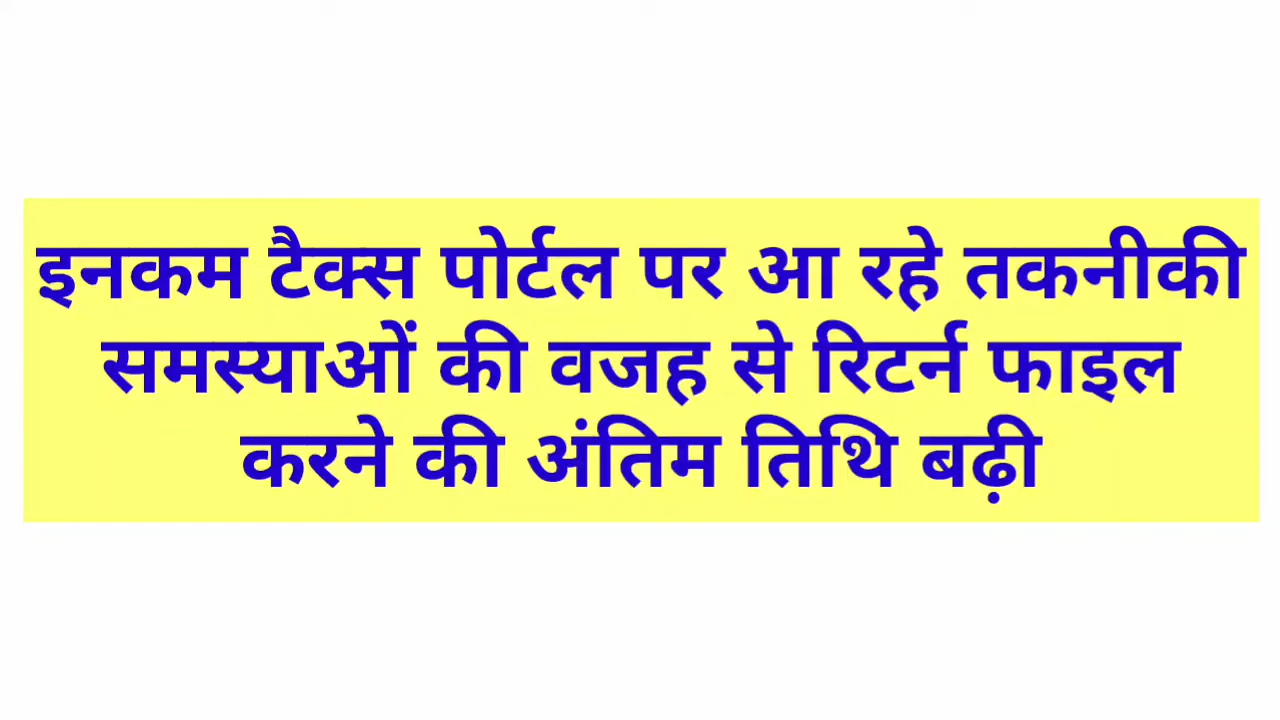 इनकम टैक्स पोर्टल पर आ रहे तकनीकी
समस्याओं की वजह से रिटर्न फाइल
करने की अंतिम तिथि बढ़ी